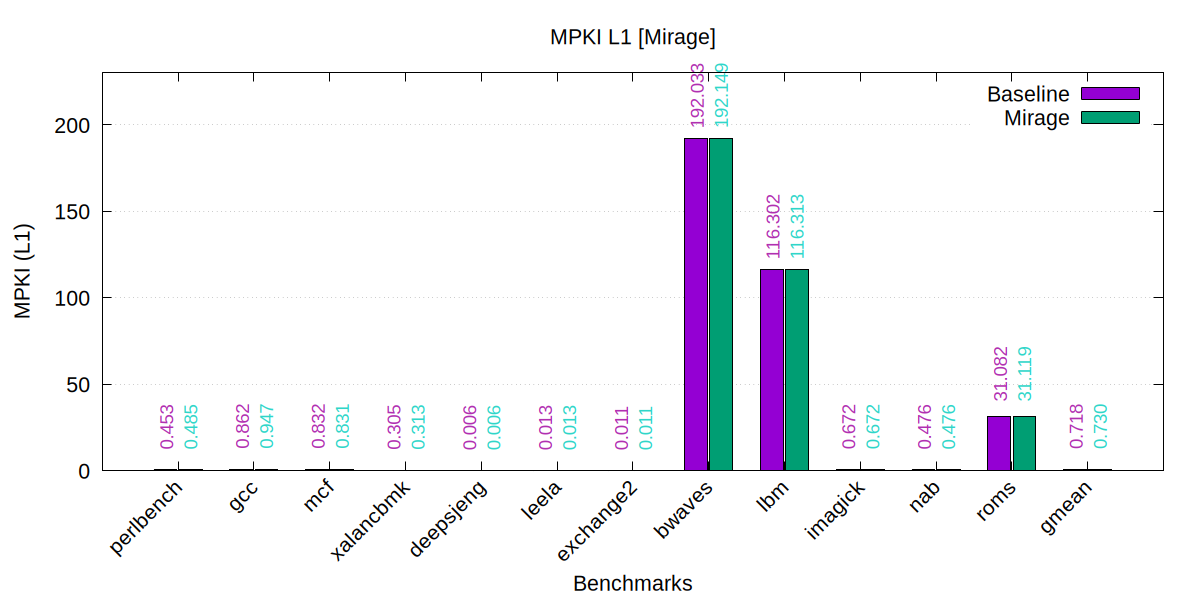 MPKI L1 [Mirage]
Baseline
Mirage
MPKI (L1)
200
150
100
50
0
0.453 0.485
0.862 0.947
0.832 0.831
0.305 0.313
0.006 0.006
0.013 0.013
0.011 0.011
192.033 192.149
116.302 116.313
0.672 0.672
0.476 0.476
31.082 31.119
0.718 0.730
perlbench
gcc
mcf
xalancbmk
deepsjeng
leela
exchange2
bwaves
lbm
imagick
nab
roms
gmean
Benchmarks